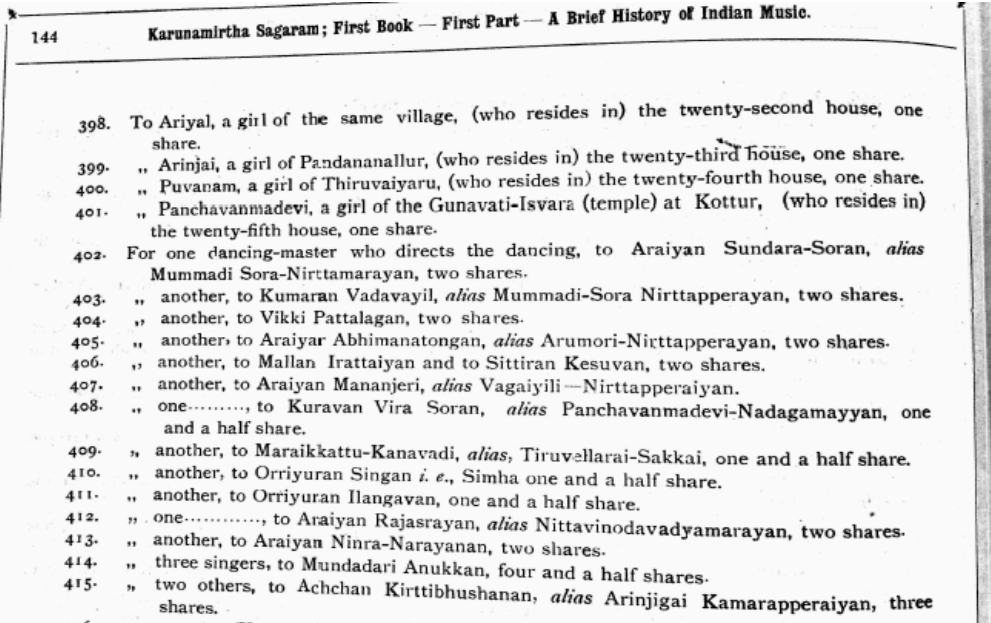 144 Karunamirtha Sagaram; First Book — First Part — A Brief History of Indian Music.
398. To Ariyal, a girl of the same village, (who resides in) the twenty-second house, one
share.
399. „ Arinjai, a girl of Pandananallur, (who resides in) the twenty-third house, one share.
400. „ Puvanam, a girl of Thiruvaiyaru, (who resides in) the twenty-fourth house, one share.
401. „ Panchavanmadevi, a girl of the Gunavati-Isvara (temple) at Kottur, (who resides in)
the twenty-fifth house, one share.
402. For one dancing-master who directs the dancing, to Araiyan Sundara-Soran, alias
Mummadi Sora-Nirttamarayan, two shares.
403. „ another, to Kumaran Vadavayil, alias Mummadi-Sora Nirttapperayan, two shares.
404. „ another, to Vikki Pattalagan, two shares.
405. „ another, to Araiyar Abhimanatongan, alias Arumori-Nirttapperayan, two shares.
406. „ another, to Mallan Irattaiyan and to Sittiran Kesuvan, two shares.
407. „ another, to Araiyan Mananjeri, alias Vagaiyili—Nirttapperaiyan.
408. „ one........., to Kuravan Vira Soran, alias Panchavanmadevi-Nadagamayyan, one
and a half share.
409. „ another, to Maraikkattu-Kanavadi, alias, Tiruvellarai-Sakkai, one and a half share.
410. „ another, to Orriyuran Singan i. e., Simha one and a half share.
411. „ another, to Orriyuran Ilangavan, one and a half share.
412. „ one............, to Araiyan Rajasrayan, alias Nittavinodavadyamarayan, two shares.
413. „ another, to Araiyan Ninra-Narayanan, two shares.
414. „ three singers, to Mundadari Anukkan, four and a half shares.
415. „ two others, to Achchan Kirttibhushanan, alias Arinjigai Kamarapperaiyan, three
shares.